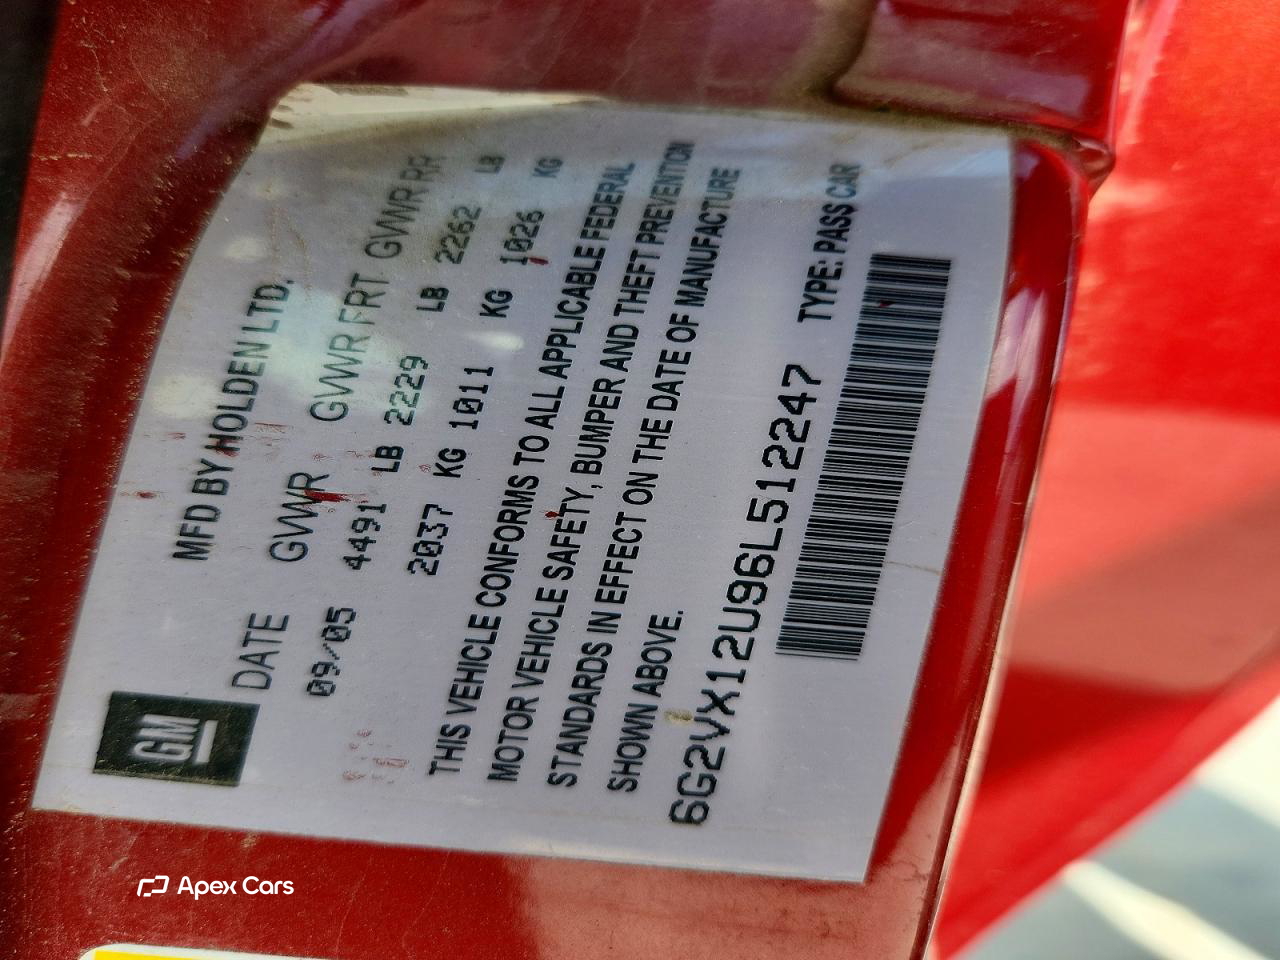 GM
MFD BY HOLDEN LTD.
DATE GVWR GVWR FRT GVWR RR
09/05 4491 LB 2229 LB 2262 LB
2037 KG 1011 KG 1026 KG
THIS VEHICLE CONFORMS TO ALL APPLICABLE FEDERAL
MOTOR VEHICLE SAFETY, BUMPER AND THEFT PREVENTION
STANDARDS IN EFFECT ON THE DATE OF MANUFACTURE
SHOWN ABOVE.
6G2VX12U96L512247 TYPE: PASS CAR
Apex Cars